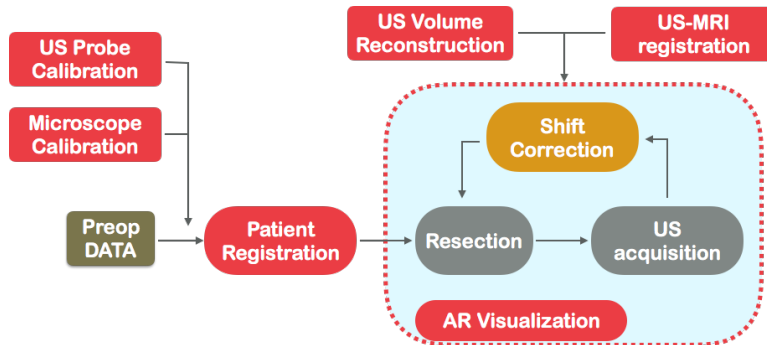 US Probe
Calibration
Microscope
Calibration
Preop
DATA
Patient
Registration
US Volume
Reconstruction
US-MRI
registration
Shift
Correction
Resection
US
acquisition
AR Visualization